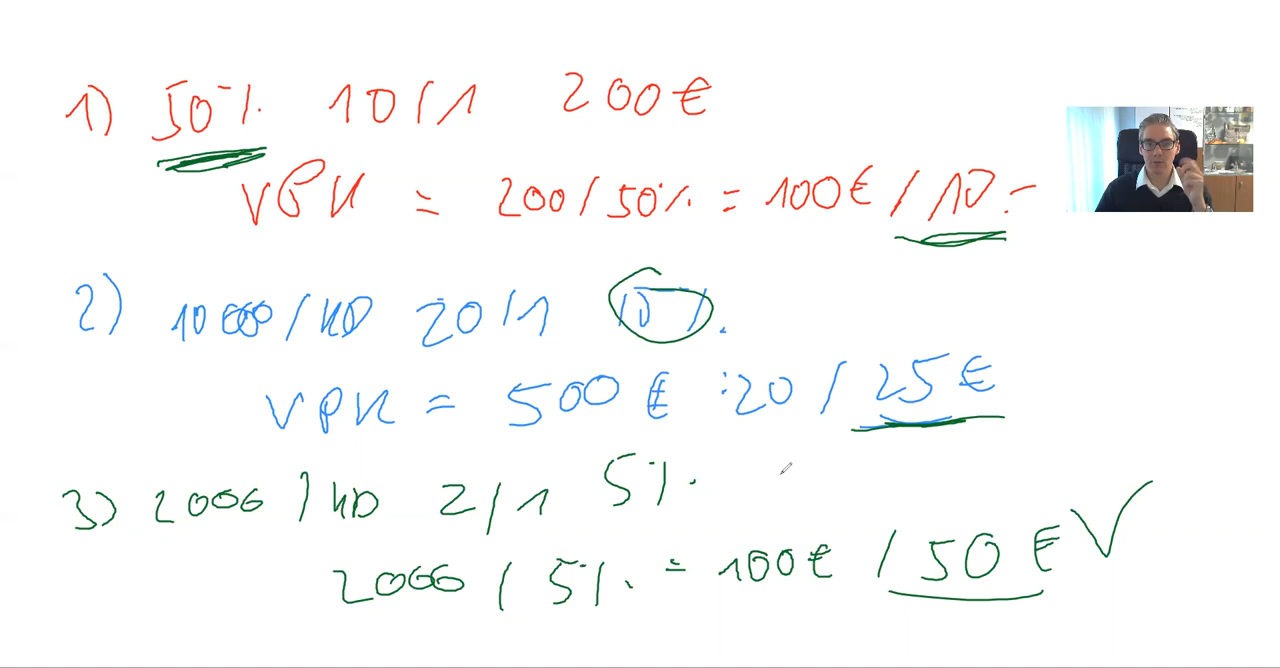 1) 50% 10/1 200€
VPK = 200/50% = 100€ /10.-
2) 10000/KD 20/1 10%.
VPK = 500€ :20 / 25€
3) 2000 /KD 2/1 5%.
2000 / 5%. = 100€ /50€ V